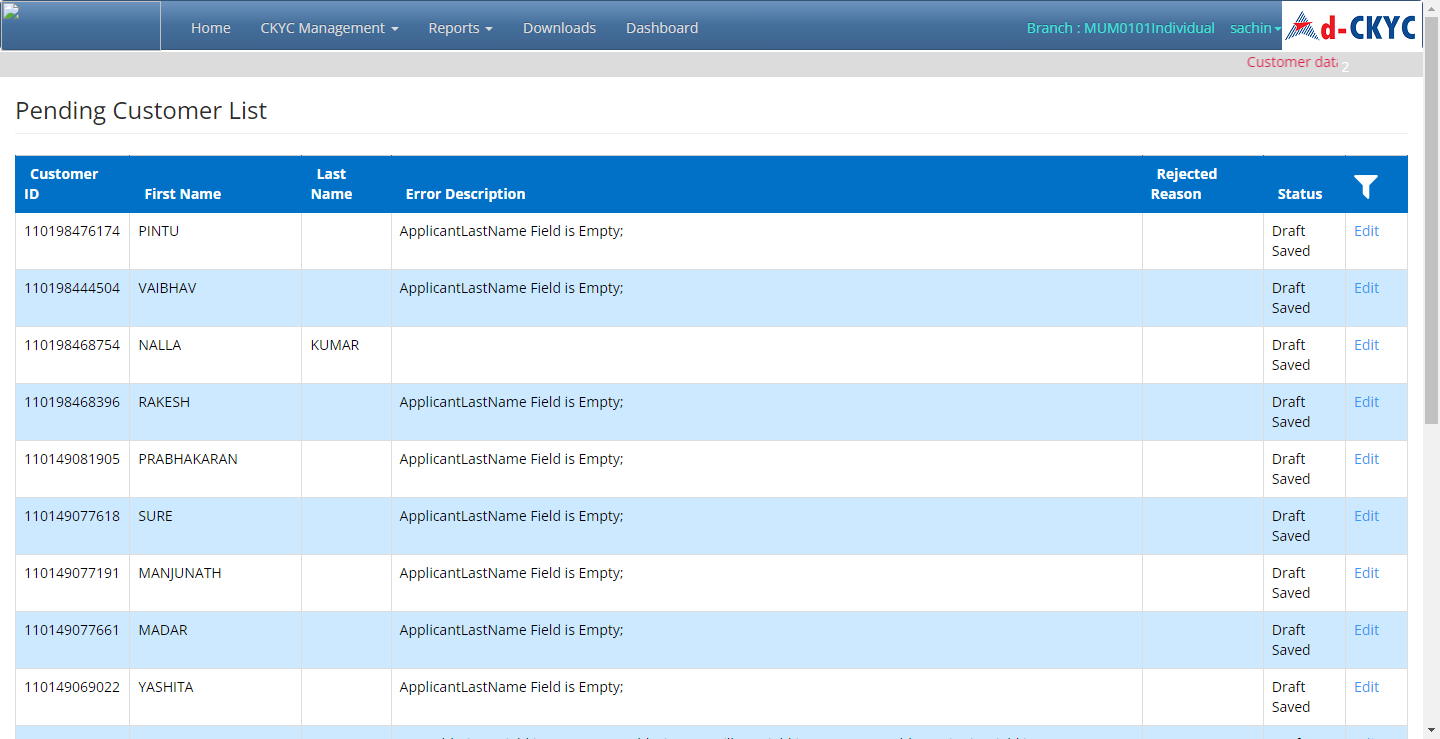 Home CKYC Management Reports Downloads Dashboard Branch : MUM0101Individual sachin d-CKYC
Customer data 2
Pending Customer List
Customer ID First Name Last Name Error Description Rejected Reason Status
110198476174 PINTU ApplicantLastName Field is Empty; Draft Saved Edit
110198444504 VAIBHAV ApplicantLastName Field is Empty; Draft Saved Edit
110198468754 NALLA KUMAR Draft Saved Edit
110198468396 RAKESH ApplicantLastName Field is Empty; Draft Saved Edit
110149081905 PRABHAKARAN ApplicantLastName Field is Empty; Draft Saved Edit
110149077618 SURE ApplicantLastName Field is Empty; Draft Saved Edit
110149077191 MANJUNATH ApplicantLastName Field is Empty; Draft Saved Edit
110149077661 MADAR ApplicantLastName Field is Empty; Draft Saved Edit
110149069022 YASHITA ApplicantLastName Field is Empty; Draft Saved Edit